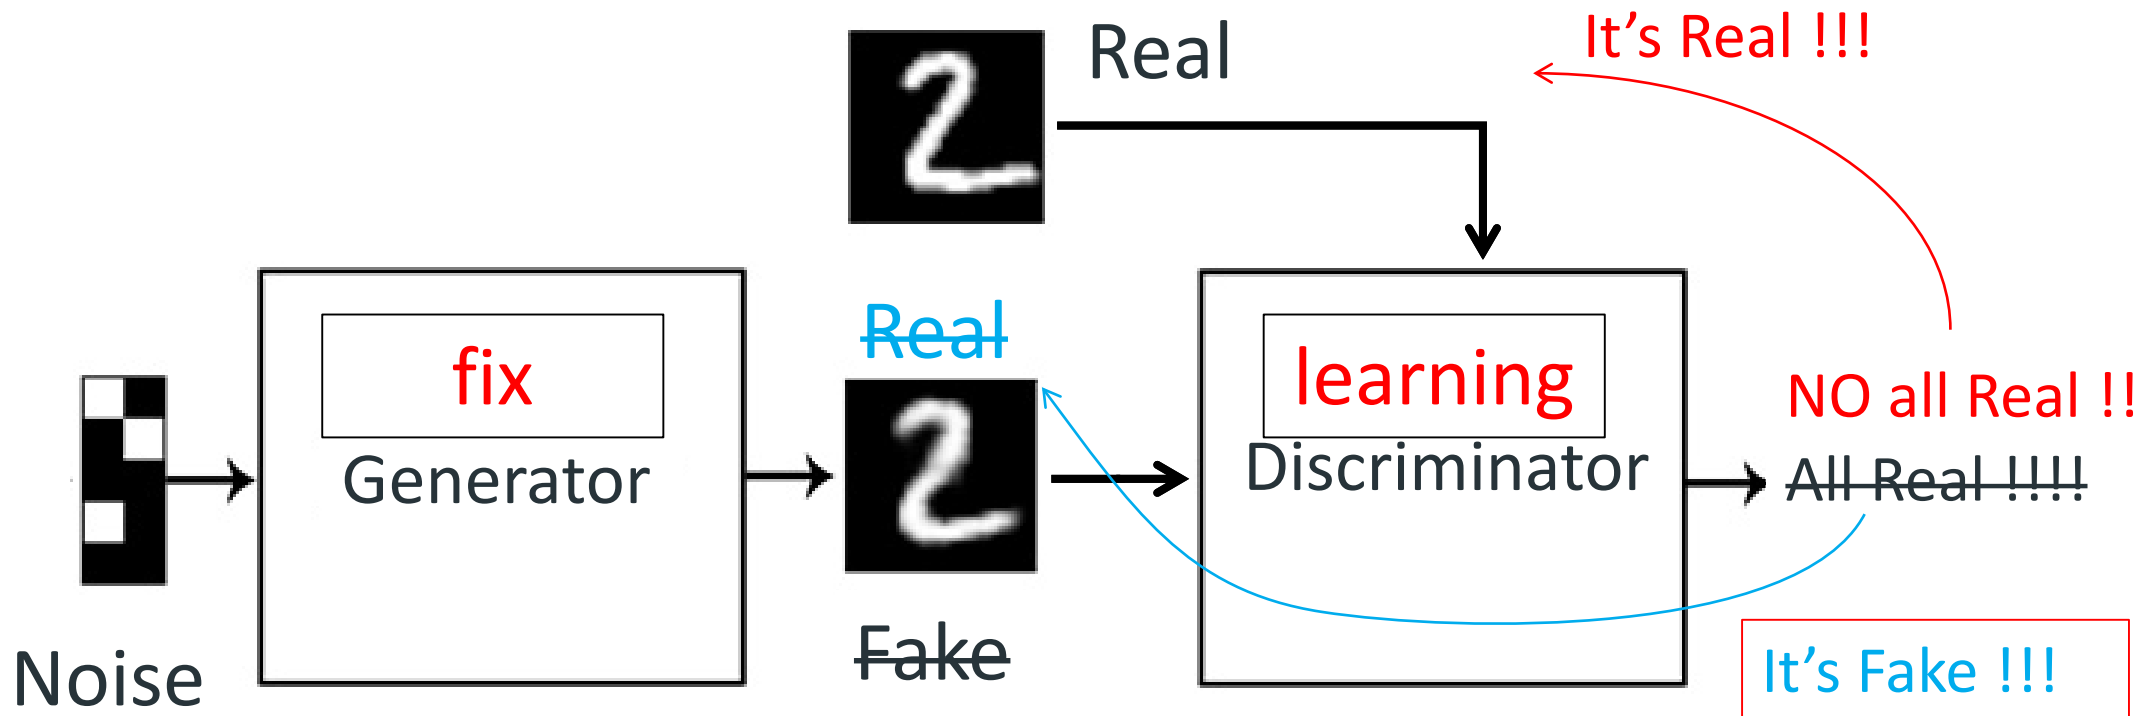 Real
It's Real !!!
Real
fix
learning
NO all Real !!
Generator
Discriminator
All Real !!!!
Noise
Fake
It's Fake !!!